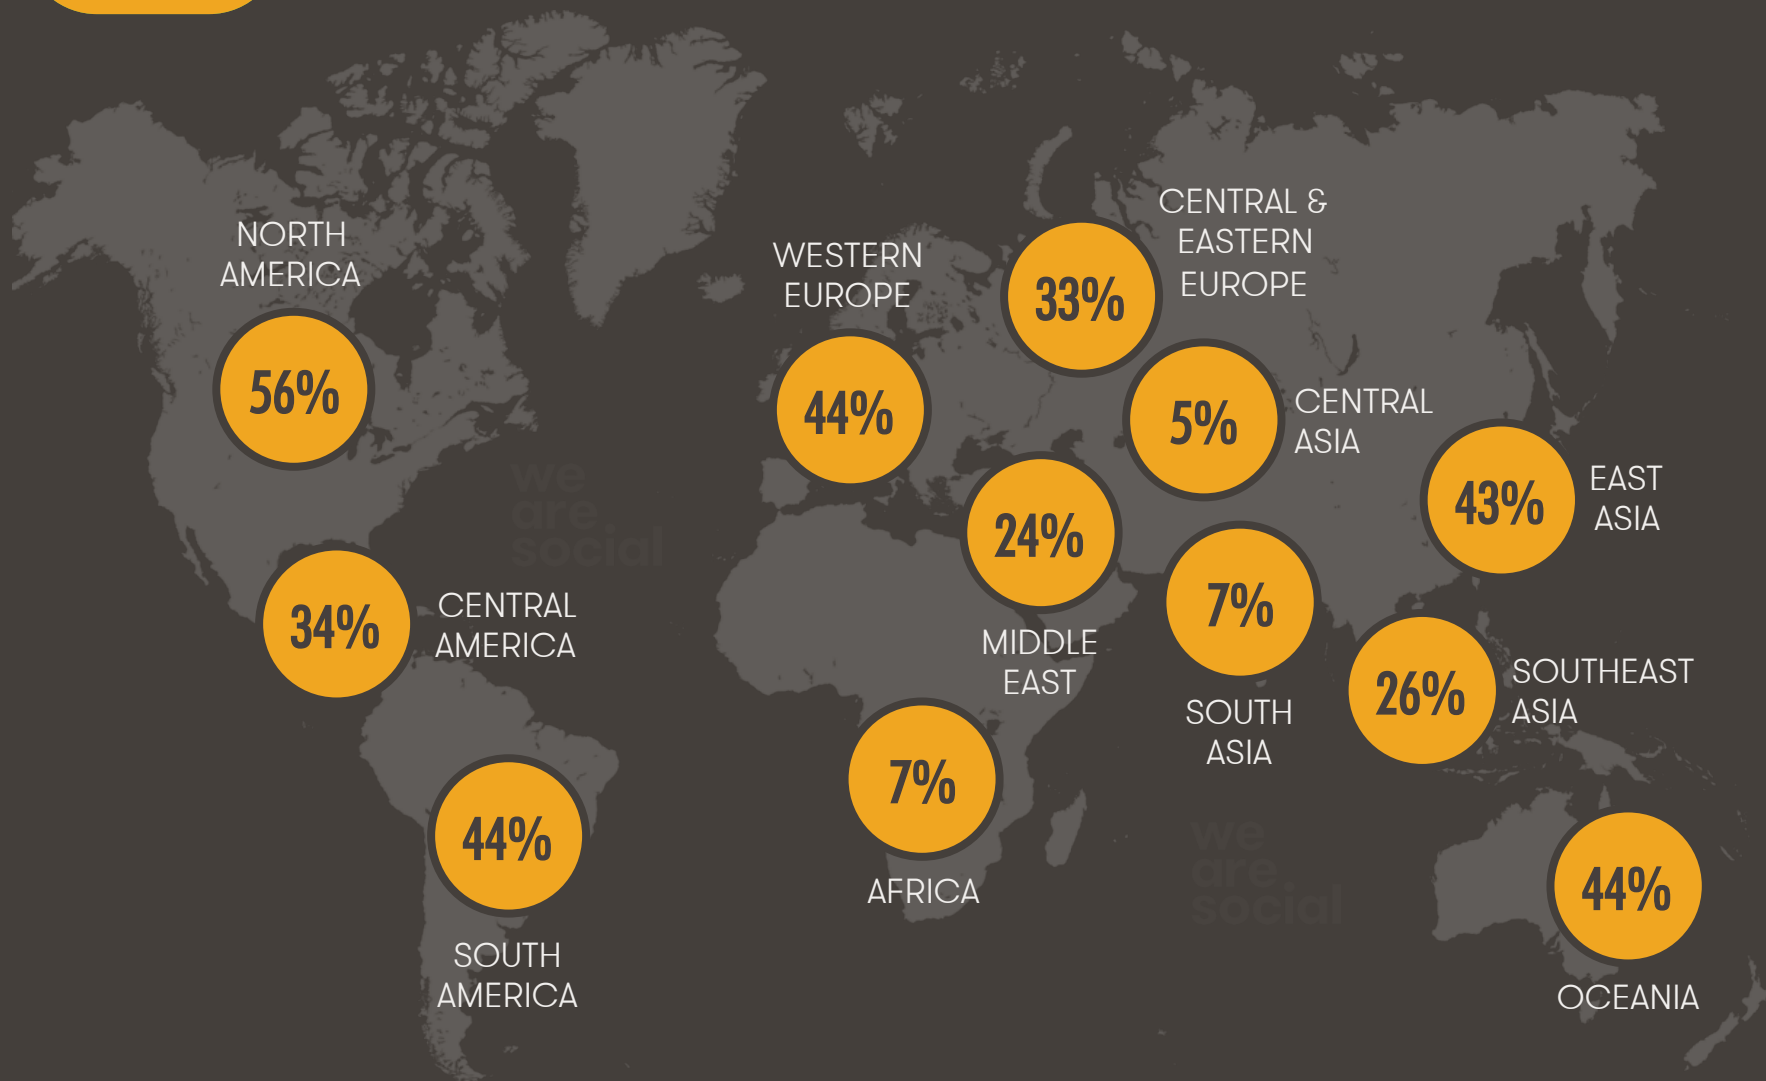 NORTH
AMERICA
56%
WESTERN
EUROPE
44%
33%
CENTRAL &
EASTERN
EUROPE
5%
CENTRAL
ASIA
43%
EAST
ASIA
we
are
social
24%
MIDDLE
EAST
34%
CENTRAL
AMERICA
7%
SOUTH
ASIA
26%
SOUTHEAST
ASIA
44%
SOUTH
AMERICA
7%
AFRICA
we
are
social
44%
OCEANIA